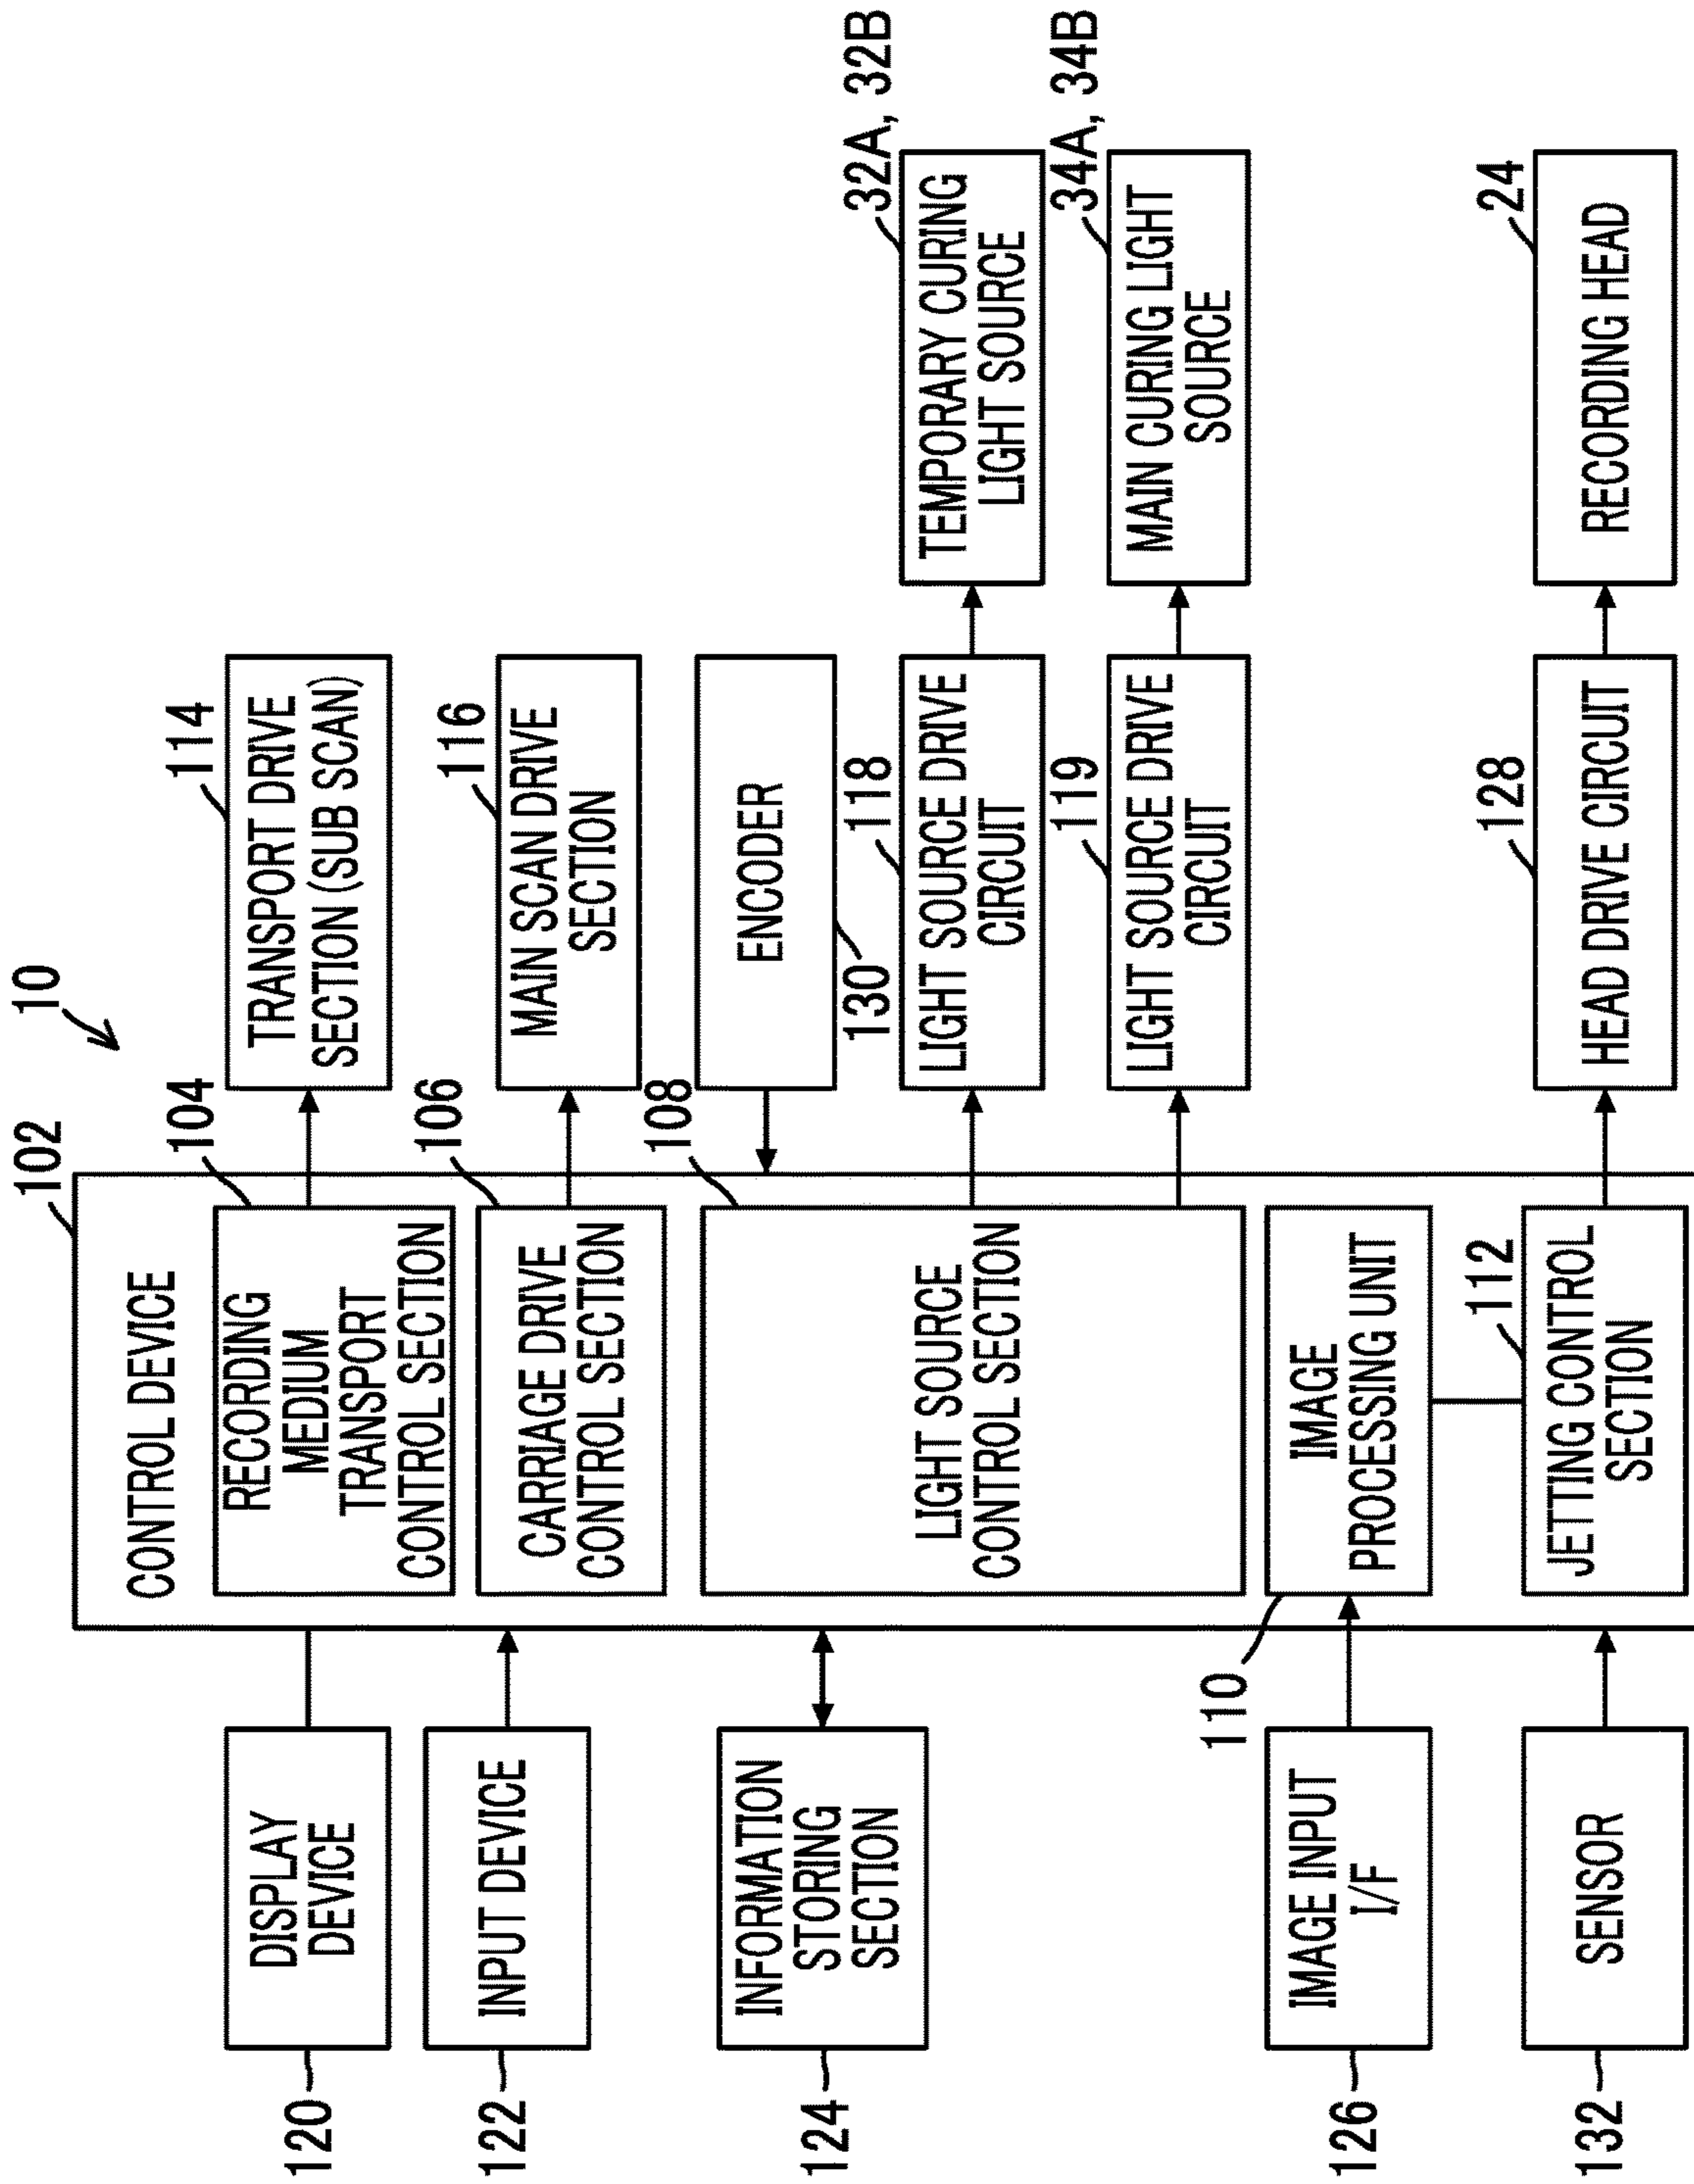 10
102
CONTROL DEVICE
120
DISPLAY
DEVICE
104
RECORDING
MEDIUM
TRANSPORT
CONTROL SECTION
114
TRANSPORT DRIVE
SECTION (SUB SCAN)
122
INPUT DEVICE
106
CARRIAGE DRIVE
CONTROL SECTION
116
MAIN SCAN DRIVE
SECTION
124
INFORMATION
STORING
SECTION
108
LIGHT SOURCE
CONTROL SECTION
ENCODER
130
118
LIGHT SOURCE DRIVE
CIRCUIT
32A, 32B
TEMPORARY CURING
LIGHT SOURCE
119
LIGHT SOURCE DRIVE
CIRCUIT
34A, 34B
MAIN CURING LIGHT
SOURCE
126
IMAGE INPUT
I/F
110
IMAGE
PROCESSING UNIT
132
SENSOR
112
JETTING CONTROL
SECTION
128
HEAD DRIVE CIRCUIT
24
RECORDING HEAD